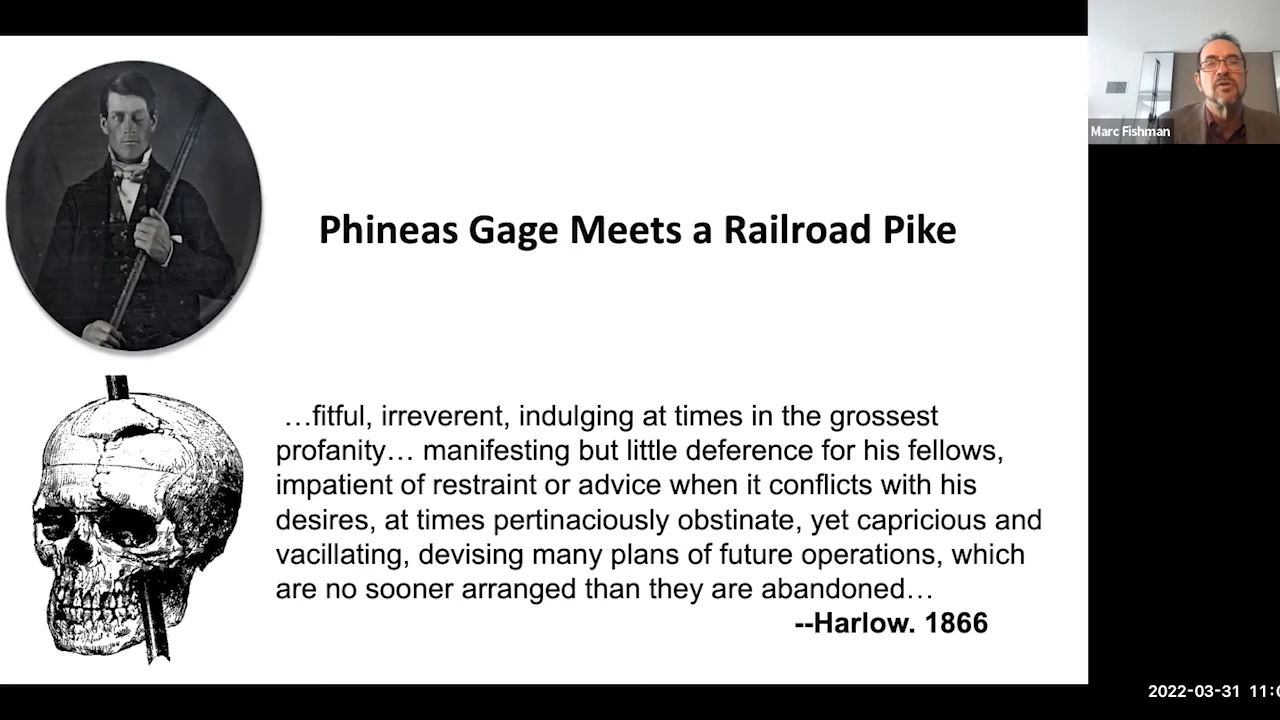 Marc Fishman
Phineas Gage Meets a Railroad Pike
…fitful, irreverent, indulging at times in the grossest
profanity… manifesting but little deference for his fellows,
impatient of restraint or advice when it conflicts with his
desires, at times pertinaciously obstinate, yet capricious and
vacillating, devising many plans of future operations, which
are no sooner arranged than they are abandoned…
--Harlow. 1866
2022-03-31